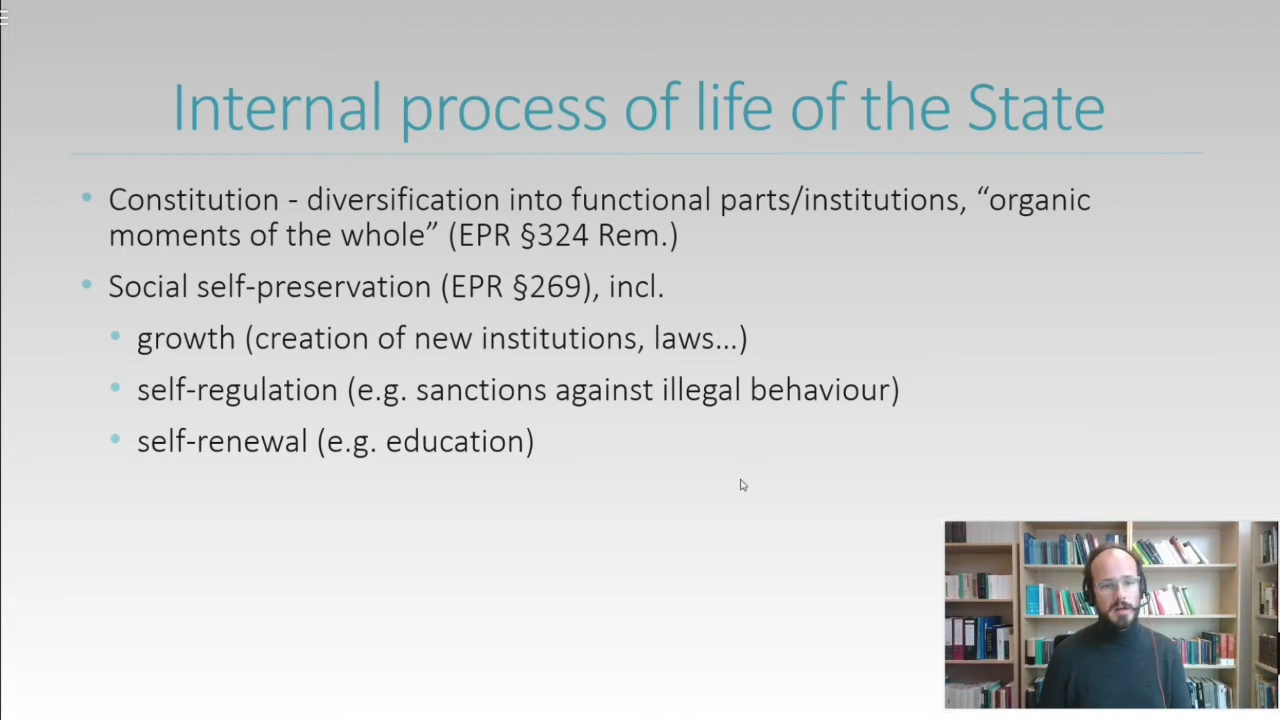 Internal process of life of the State
• Constitution - diversification into functional parts/institutions, “organic
moments of the whole” (EPR §324 Rem.)
• Social self-preservation (EPR §269), incl.
• growth (creation of new institutions, laws…)
• self-regulation (e.g. sanctions against illegal behaviour)
• self-renewal (e.g. education)